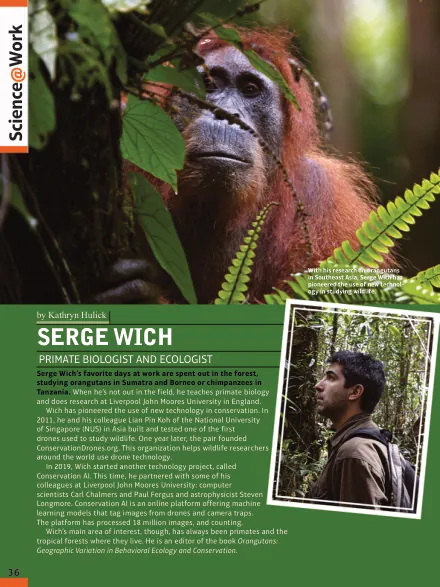 Science@Work
With his research on orangutans
in Southeast Asia, Serge Wich has
pioneered the use of new technol-
ogy in studying wildlife.
by Kathryn Hulick
SERGE WICH
PRIMATE BIOLOGIST AND ECOLOGIST
Serge Wich’s favorite days at work are spent out in the forest,
studying orangutans in Sumatra and Borneo or chimpanzees in
Tanzania. When he’s not out in the field, he teaches primate biology
and does research at Liverpool John Moores University in England.
Wich has pioneered the use of new technology in conservation. In
2011, he and his colleague Lian Pin Koh of the National University
of Singapore (NUS) in Asia built and tested one of the first
drones used to study wildlife. One year later, the pair founded
ConservationDrones.org. This organization helps wildlife researchers
around the world use drone technology.
In 2019, Wich started another technology project, called
Conservation AI. This time, he partnered with some of his
colleagues at Liverpool John Moores University: computer
scientists Carl Chalmers and Paul Fergus and astrophysicist Steven
Longmore. Conservation AI is an online platform offering machine
learning models that tag images from drones and camera traps.
The platform has processed 18 million images, and counting.
Wich’s main area of interest, though, has always been primates and the
tropical forests where they live. He is an editor of the book Orangutans:
Geographic Variation in Behavioral Ecology and Conservation.
36